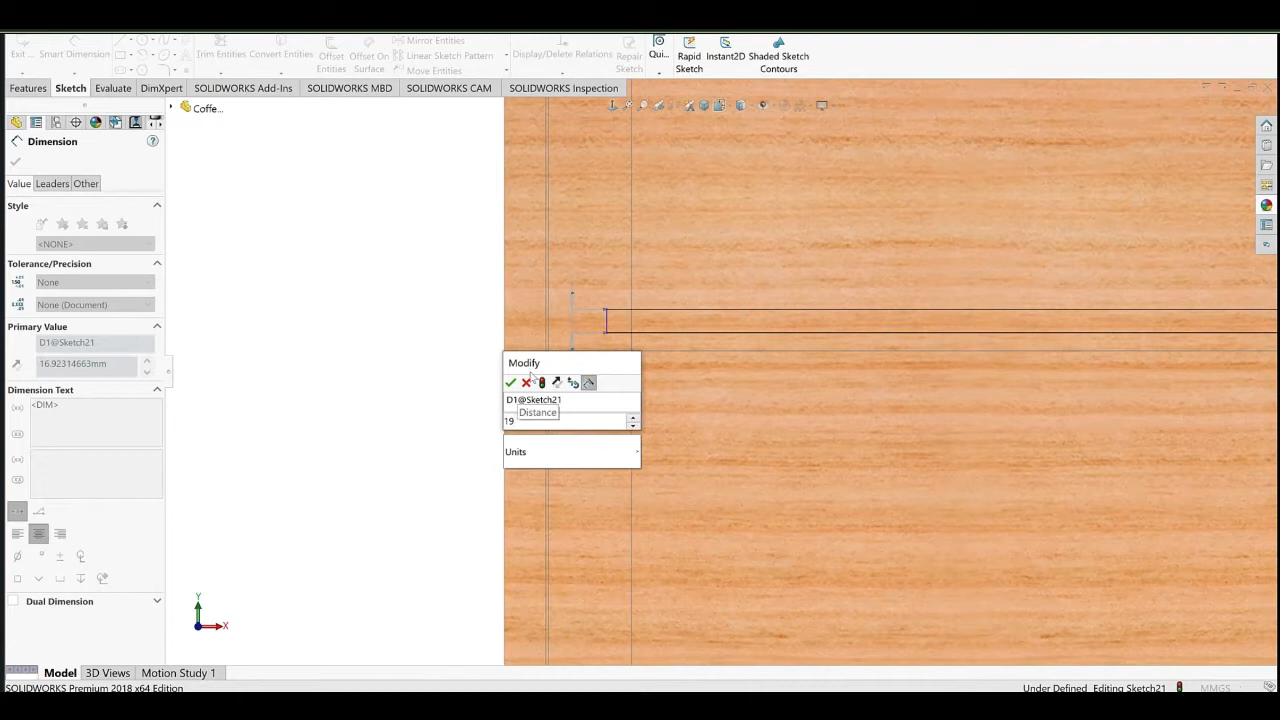 Exit ... Smart Dimension
Trim Entities Convert Entities Offset Entities Offset On Surface
Mirror Entities
Linear Sketch Pattern
Move Entities
Display/Delete Relations Repair Sketch Qui... Rapid Sketch Instant2D Shaded Sketch Contours
Features Sketch Evaluate DimXpert SOLIDWORKS Add-Ins SOLIDWORKS MBD SOLIDWORKS CAM SOLIDWORKS Inspection
Coffe...
Dimension
Value Leaders Other
Style
<NONE>
Tolerance/Precision
None
None (Document)
Primary Value
D1@Sketch21
16.92314663mm
Dimension Text
<DIM>
Dual Dimension
Modify
D1@Sketch21
Distance
19
Units
Y
X
Model 3D Views Motion Study 1
SOLIDWORKS Premium 2018 x64 Edition
Under Defined Editing Sketch21 MMGS